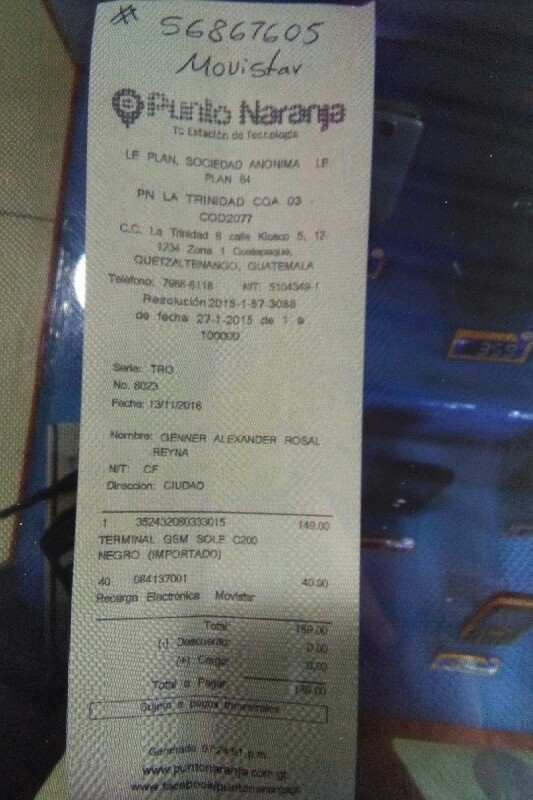 # 56867605
Movistar
Punto Naranja
Tu Estación de Tecnología
LE PLAN, SOCIEDAD ANONIMA LE
PLAN 64
PN LA TRINIDAD COA 03 -
COD2077
C.C. La Trinidad 8 calle Kiosco 5, 12-
1234 Zona 1 Coatepeque,
QUETZALTENANGO, GUATEMALA
Teléfono: 7966-6118 NIT: 5104349-1
Resolución 2015-1-57-3088
de fecha 27-1-2015 de 1 a
100000
Serie: TRI3
No. 8023
Fecha: 13/11/2016
Nombre: GENNER ALEXANDER ROSAL
REYNA
NIT: CF
Direccion: CIUDAD
1 352432080333015 149.00
TERMINAL GSM SOLE C200
NEGRO (IMPORTADO)
40 084137001 40.00
Recarga Electrónica Movistar
Total: 189.00
(-) Descuento: 0.00
(+) Cargo: 0.00
Total a Pagar: 189.00
Sujetos a pagos trimestrales
Generado 07:24:51 p.m.
www.puntonaranja.com.gt
www.facebook/puntonaranjagt